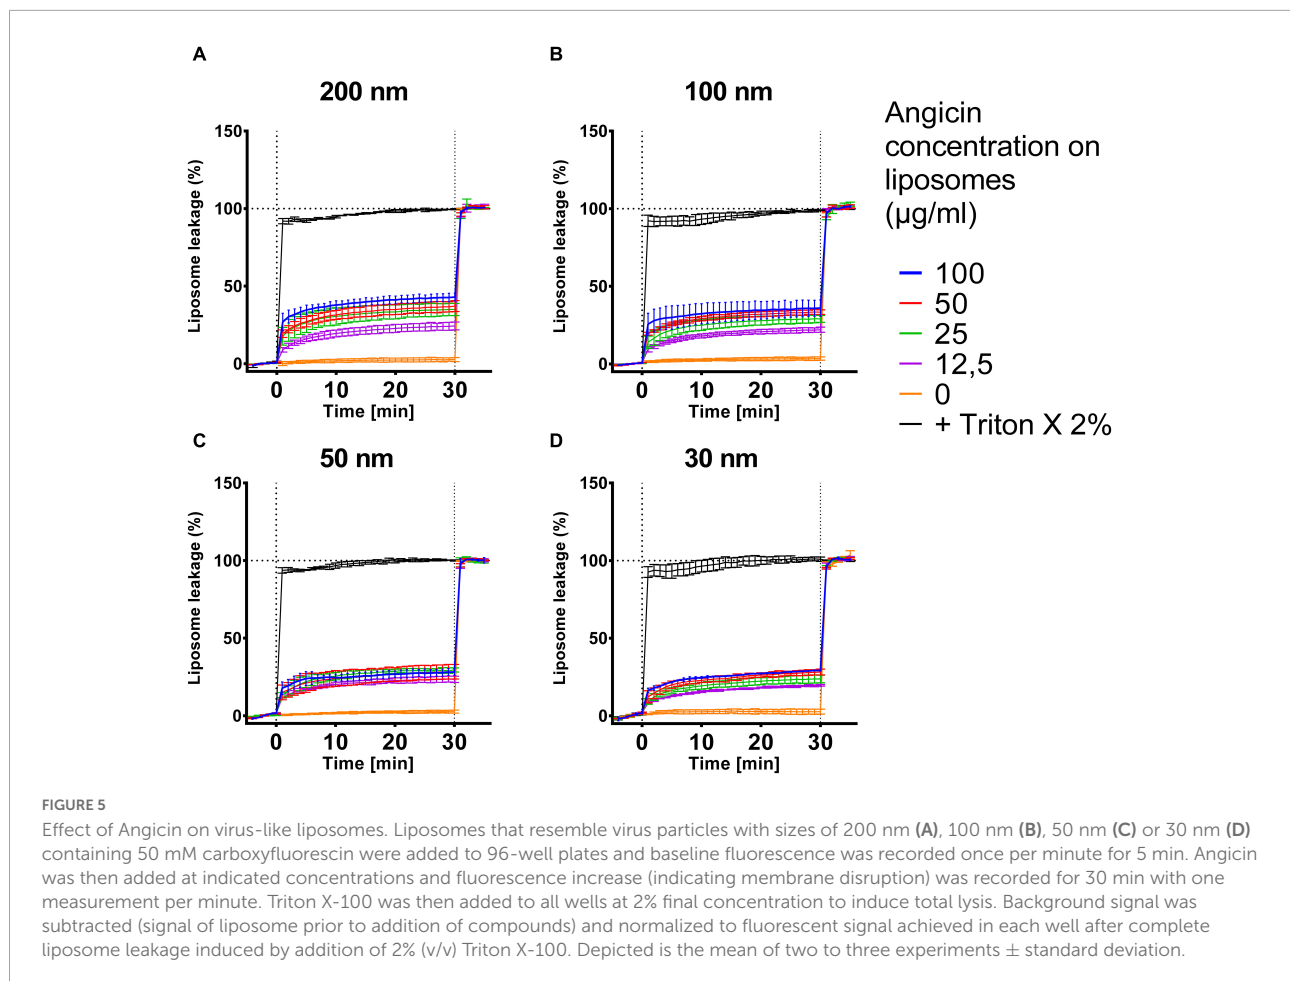 A
B
200 nm
100 nm
Angicin
concentration on
liposomes
(µg/ml)
100
50
25
12,5
0
+ Triton X 2%
Liposome leakage (%)
150
100
50
0
0
10
20
30
Time [min]
Liposome leakage (%)
150
100
50
0
0
10
20
30
Time [min]
C
D
50 nm
30 nm
Liposome leakage (%)
150
100
50
0
0
10
20
30
Time [min]
Liposome leakage (%)
150
100
50
0
0
10
20
30
Time [min]
FIGURE 5
Effect of Angicin on virus-like liposomes. Liposomes that resemble virus particles with sizes of 200 nm (A), 100 nm (B), 50 nm (C) or 30 nm (D)
containing 50 mM carboxyfluorescin were added to 96-well plates and baseline fluorescence was recorded once per minute for 5 min. Angicin
was then added at indicated concentrations and fluorescence increase (indicating membrane disruption) was recorded for 30 min with one
measurement per minute. Triton X-100 was then added to all wells at 2% final concentration to induce total lysis. Background signal was
subtracted (signal of liposome prior to addition of compounds) and normalized to fluorescent signal achieved in each well after complete
liposome leakage induced by addition of 2% (v/v) Triton X-100. Depicted is the mean of two to three experiments ± standard deviation.